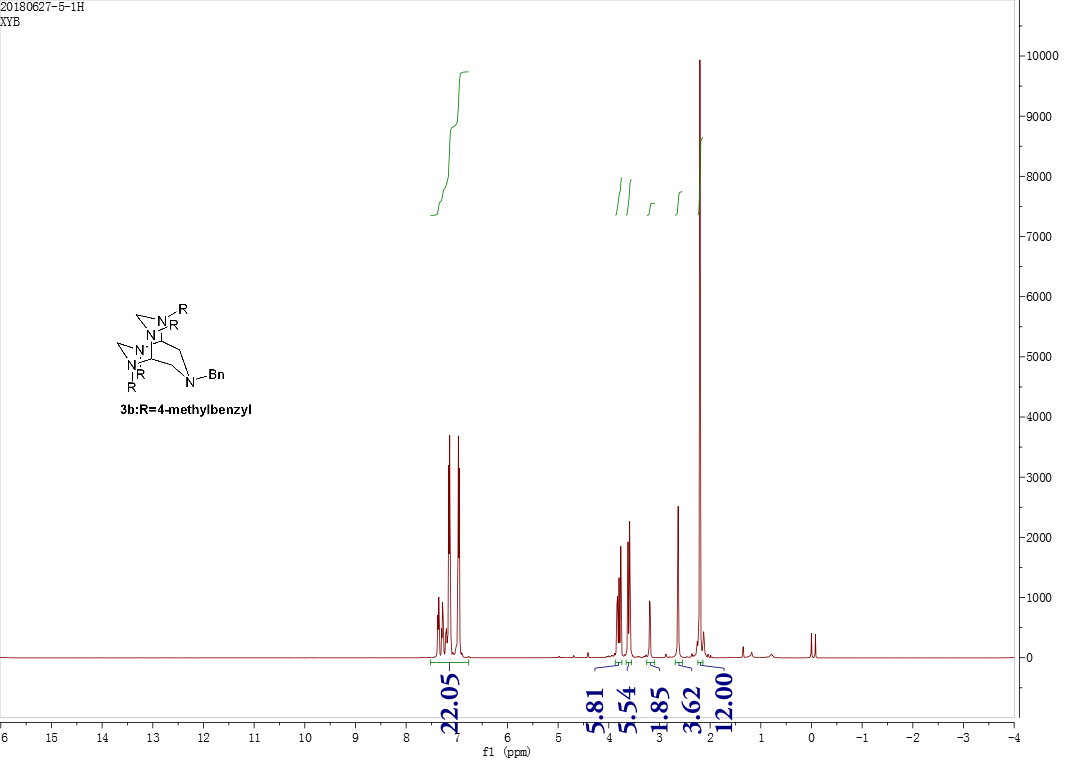 20180627-5-1H
XYB
10000
9000
8000
7000
6000
5000
4000
3000
2000
1000
0
R
N
R
N
N
N
R
R
N
Bn
3b:R=4-methylbenzyl
22.05
5.81
5.54
1.85
3.62
12.00
6 15 14 13 12 11 10 9 8 7 6 5 4 3 2 1 0 -1 -2 -3 -4
f1 (ppm)